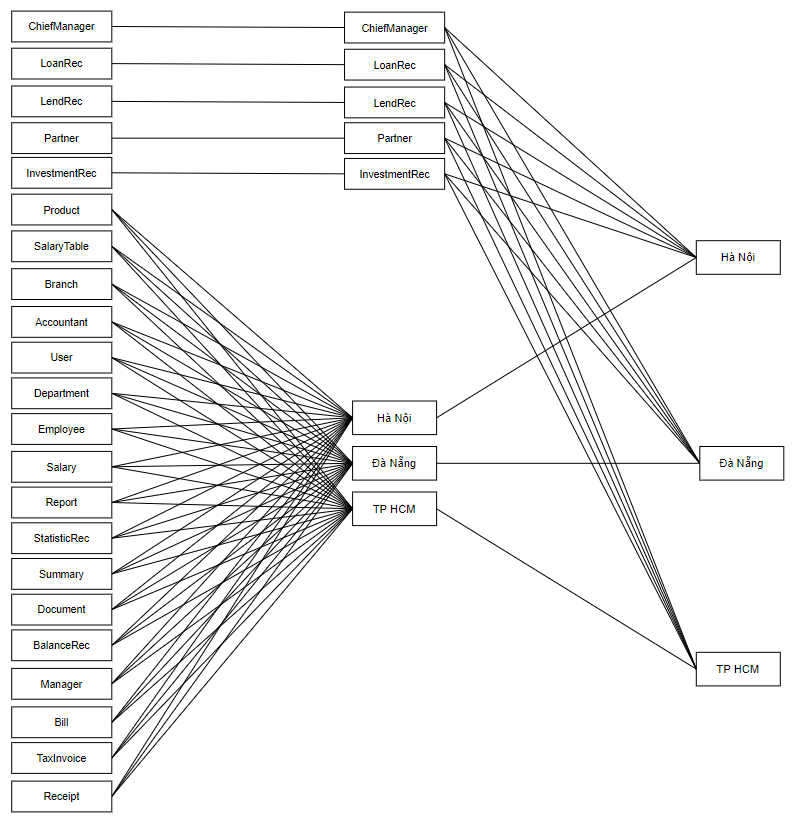 ChiefManager
LoanRec
LendRec
Partner
InvestmentRec
Product
SalaryTable
Branch
Accountant
User
Department
Employee
Salary
Report
StatisticRec
Summary
Document
BalanceRec
Manager
Bill
TaxInvoice
Receipt
ChiefManager
LoanRec
LendRec
Partner
InvestmentRec
Hà Nội
Đà Nẵng
TP HCM
Hà Nội
Đà Nẵng
TP HCM